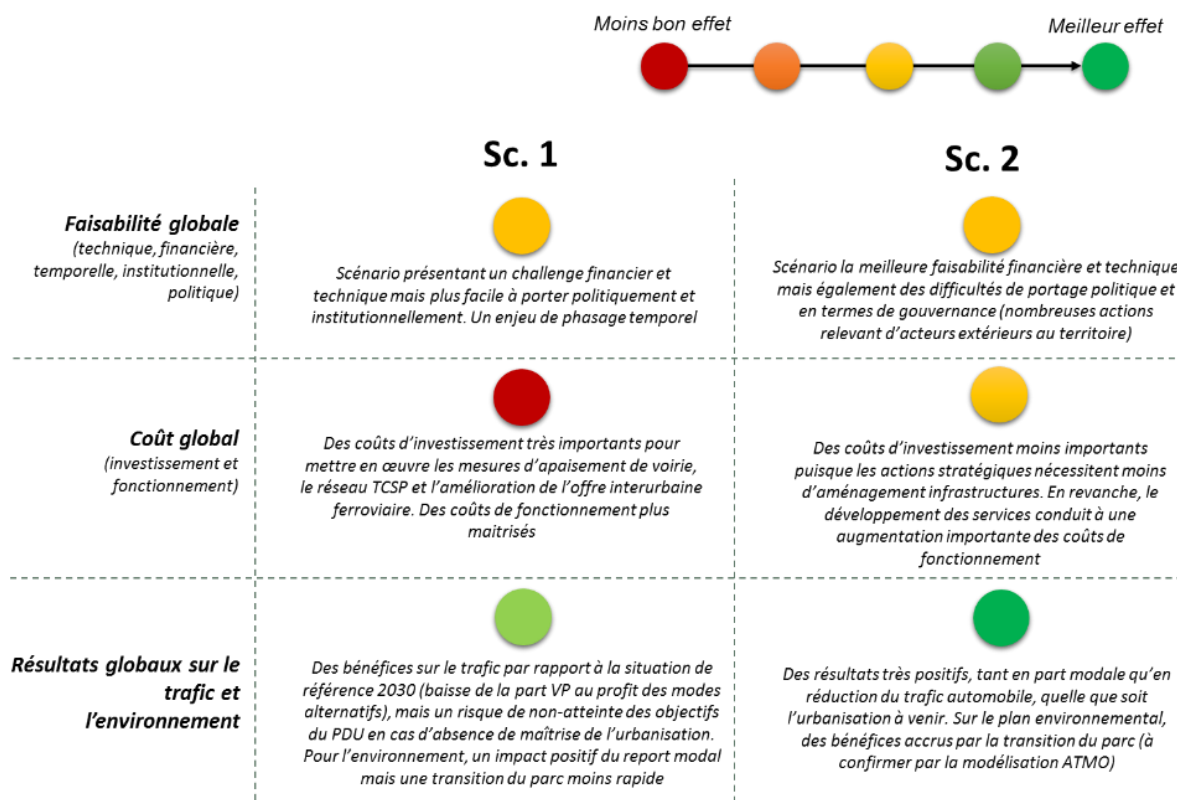 Moins bon effet
Meilleur effet
Sc. 1
Sc. 2
Faisabilité globale
(technique, financière,
temporelle, institutionnelle,
politique)
Scénario présentant un challenge financier et
technique mais plus facile à porter politiquement et
institutionnellement. Un enjeu de phasage temporel
Scénario la meilleure faisabilité financière et technique
mais également des difficultés de portage politique et
en termes de gouvernance (nombreuses actions
relevant d’acteurs extérieurs au territoire)
Coût global
(investissement et
fonctionnement)
Des coûts d’investissement très importants pour
mettre en œuvre les mesures d’apaisement de voirie,
le réseau TCSP et l’amélioration de l’offre interurbaine
ferroviaire. Des coûts de fonctionnement plus
maitrisés
Des coûts d’investissement moins importants
puisque les actions stratégiques nécessitent moins
d’aménagement infrastructures. En revanche, le
développement des services conduit à une
augmentation importante des coûts de
fonctionnement
Résultats globaux sur le
trafic et
l’environnement
Des bénéfices sur le trafic par rapport à la situation de
référence 2030 (baisse de la part VP au profit des modes
alternatifs), mais un risque de non-atteinte des objectifs
du PDU en cas d’absence de maîtrise de l’urbanisation.
Pour l’environnement, un impact positif du report modal
mais une transition du parc moins rapide
Des résultats très positifs, tant en part modale qu’en
réduction du trafic automobile, quelle que soit
l’urbanisation à venir. Sur le plan environnemental,
des bénéfices accrus par la transition du parc (à
confirmer par la modélisation ATMO)